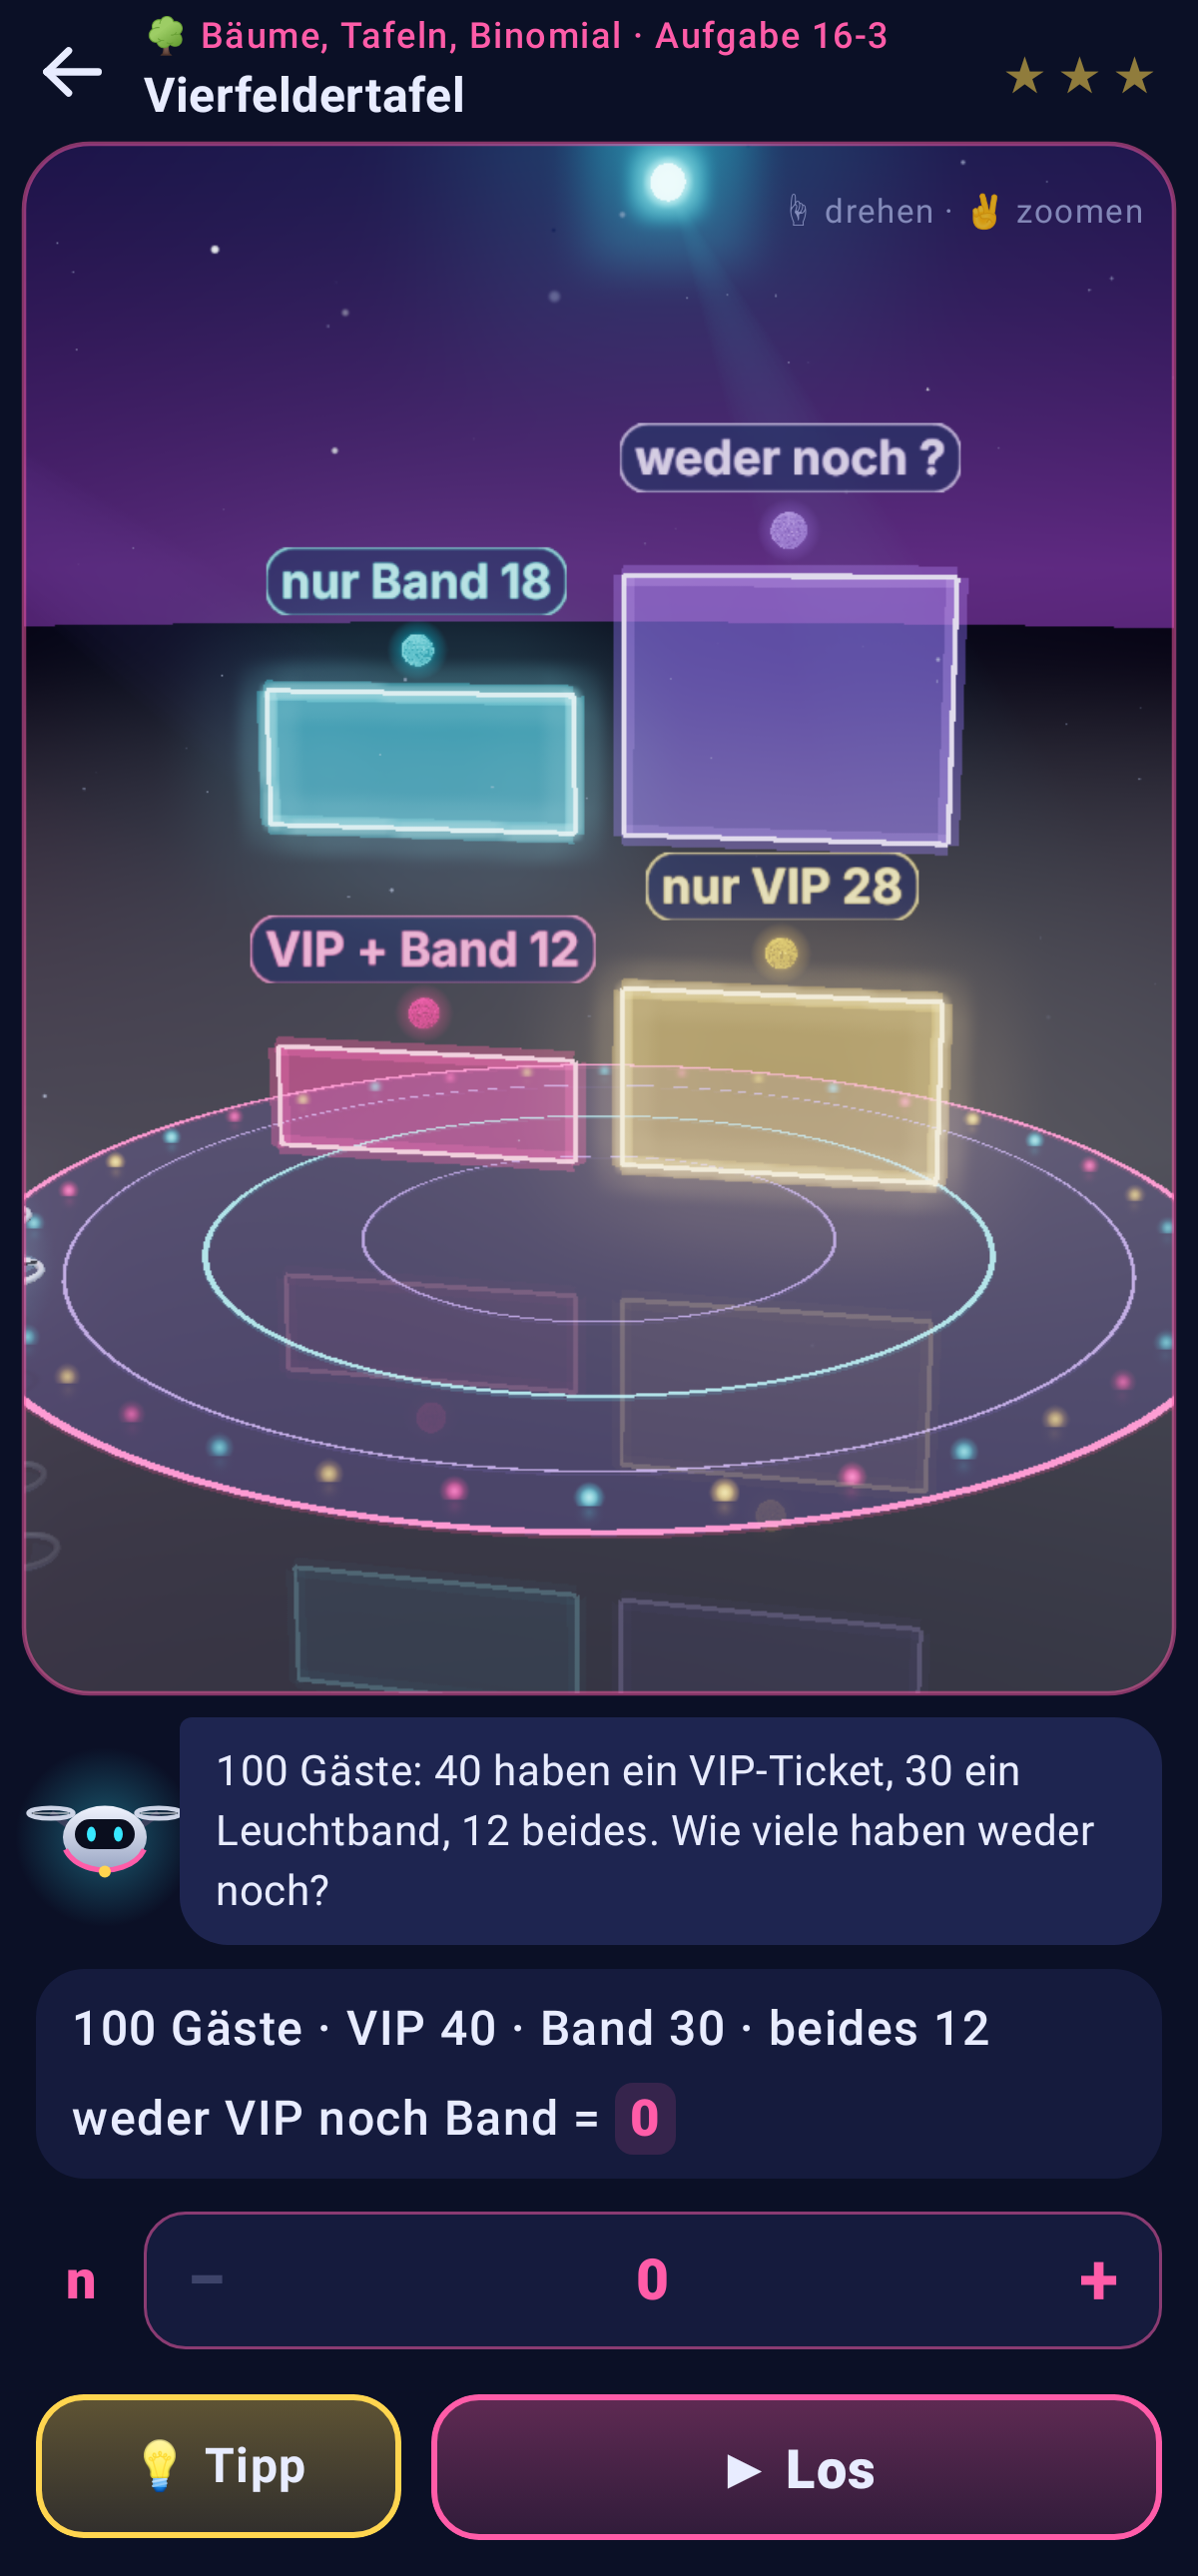 🌳 Bäume, Tafeln, Binomial · Aufgabe 16-3
Vierfeldertafel
★ ★ ★
☝ drehen · ✌ zoomen
weder noch ?
nur Band 18
nur VIP 28
VIP + Band 12
100 Gäste: 40 haben ein VIP-Ticket, 30 ein
Leuchtband, 12 beides. Wie viele haben weder
noch?
100 Gäste · VIP 40 · Band 30 · beides 12
weder VIP noch Band = 0
n − 0 +
💡 Tipp
▶ Los